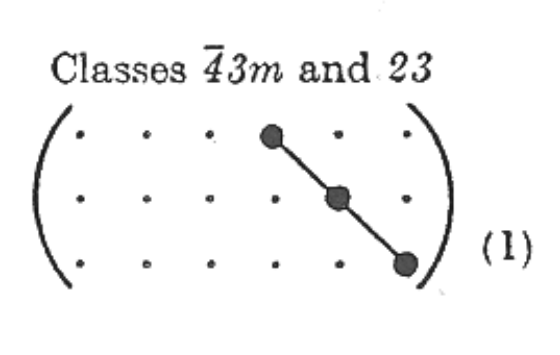 Classes 4̅3m and 23
(1)